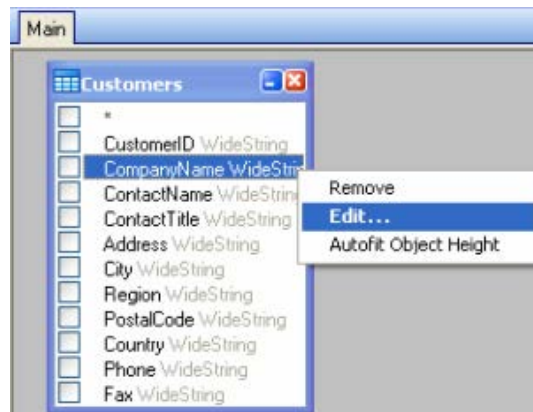 Main
Customers
*
CustomerID WideString
CompanyName WideStrin
ContactName WideString
ContactTitle WideString
Address WideString
City WideString
Region WideString
PostalCode WideString
Country WideString
Phone WideString
Fax WideString
Remove
Edit...
Autofit Object Height